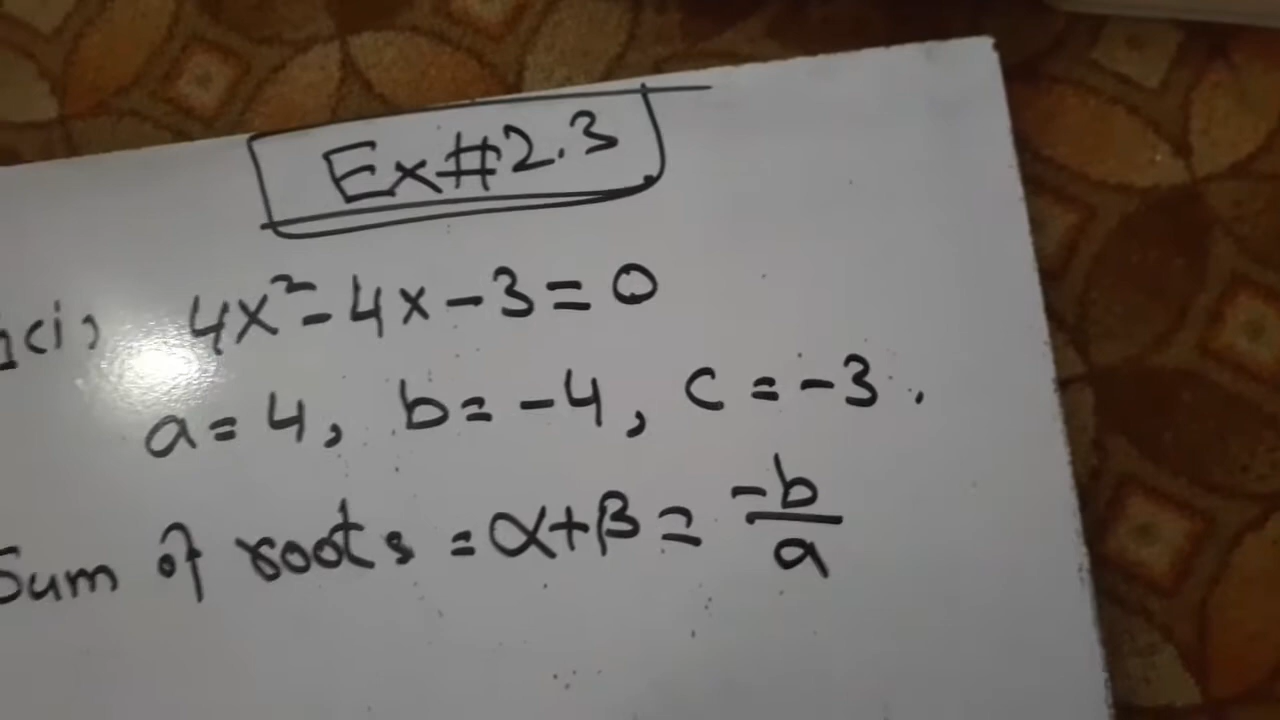 Ex#2.3
4x² - 4x - 3 = 0
a = 4, b = -4, c = -3.
Sum of roots = α+β = -b/a